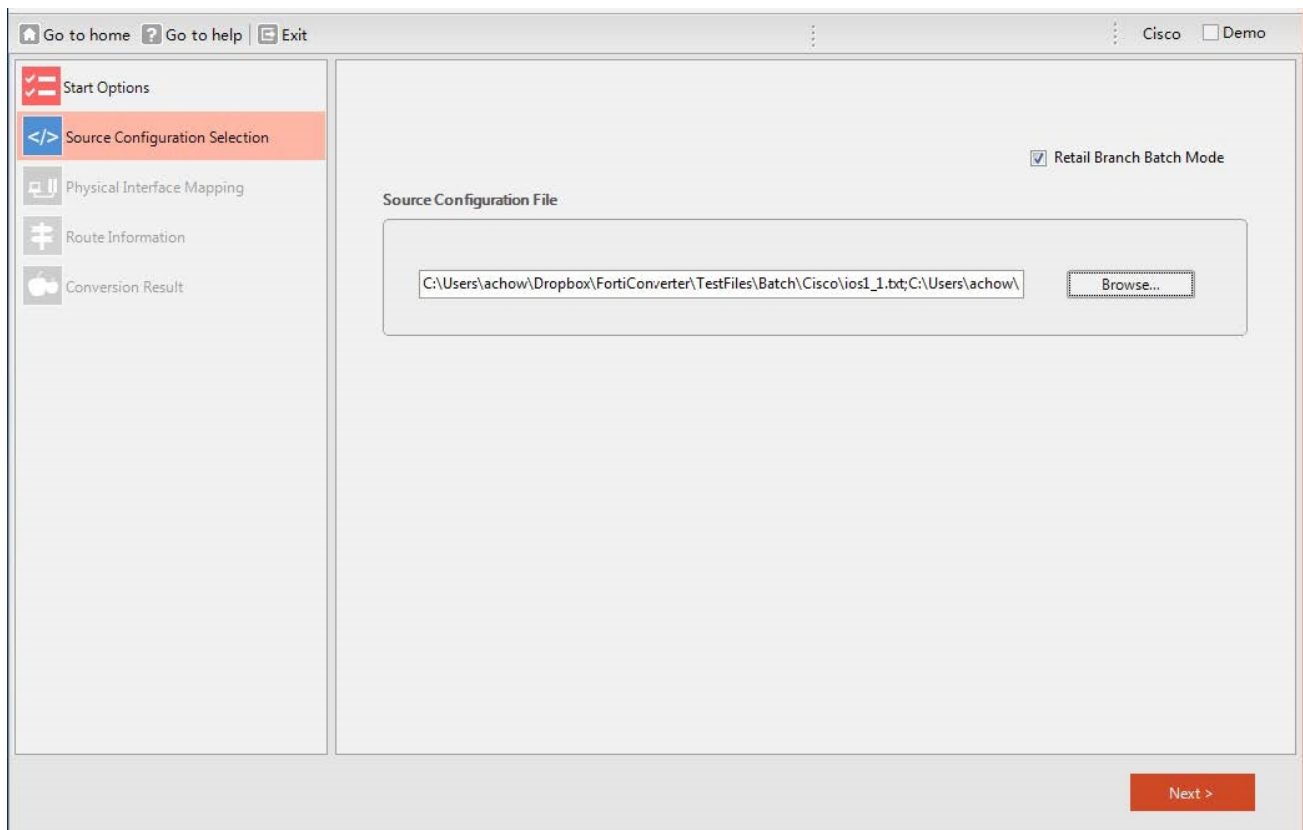 Go to home ? Go to help Exit Cisco Demo
Start Options
</> Source Configuration Selection
Retail Branch Batch Mode
Physical Interface Mapping
Source Configuration File
Route Information
C:\Users\achow\Dropbox\FortiConverter\TestFiles\Batch\Cisco\ios1_1.txt;C:\Users\achow\ Browse...
Conversion Result
Next >